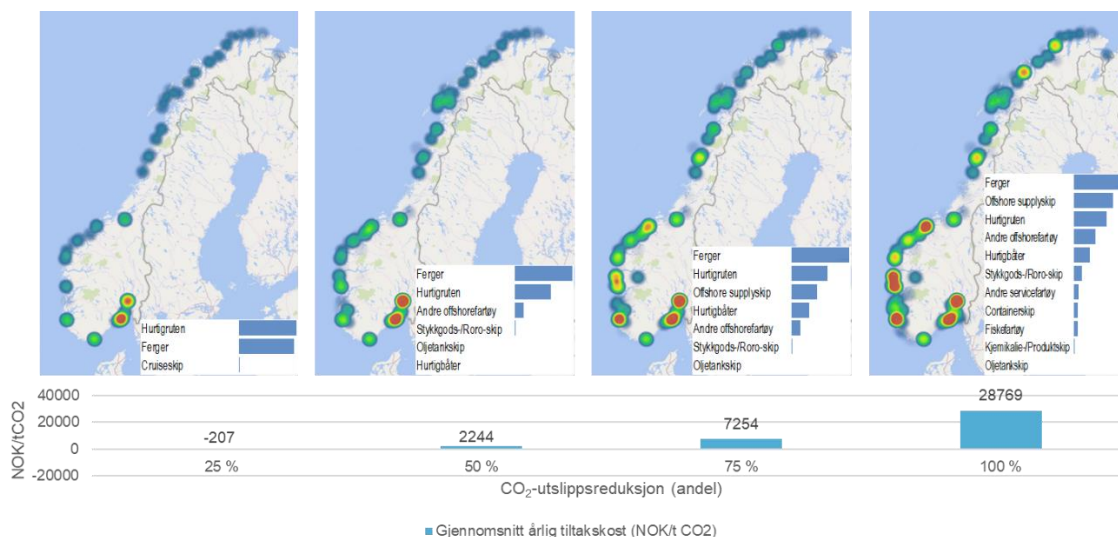 Hurtigruten
Ferger
Cruiseskip
Ferger
Hurtigruten
Andre offshorefartøy
Stykkgods-/Roro-skip
Oljetankskip
Hurtigbåter
Ferger
Hurtigruten
Offshore supplyskip
Hurtigbåter
Andre offshorefartøy
Stykkgods-/Roro-skip
Oljetankskip
Ferger
Offshore supplyskip
Hurtigruten
Andre offshorefartøy
Hurtigbåter
Stykkgods-/Roro-skip
Andre servicefartøy
Containerskip
Fiskefartøy
Kjemikalie-/Produktskip
Oljetankskip
NOK/tCO2
40000
20000
0
-20000
-207
2244
7254
28769
25 %
50 %
75 %
100 %
CO₂-utslippsreduksjon (andel)
Gjennomsnitt årlig tiltakskost (NOK/t CO2)